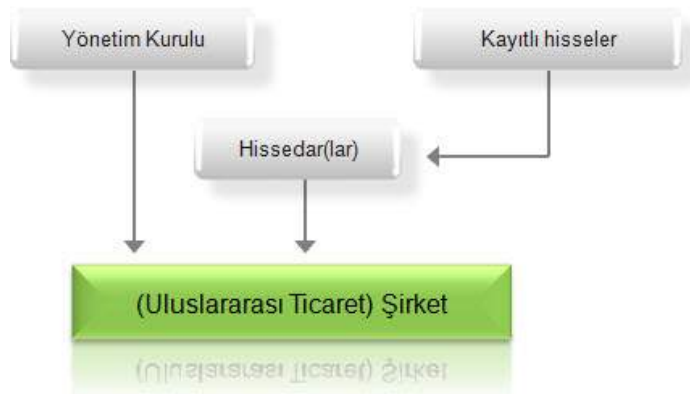 Yönetim Kurulu
Kayıtlı hisseler
Hissedar(lar)
(Uluslararası Ticaret) Şirket